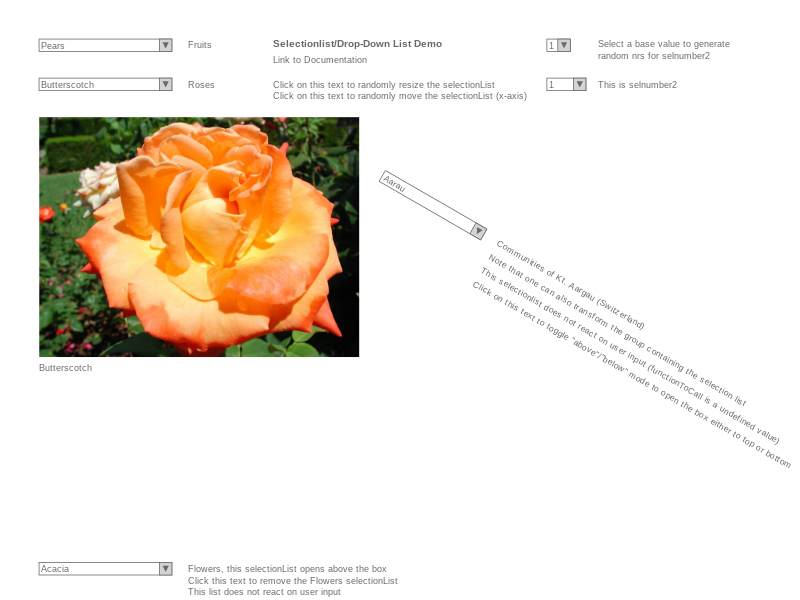 Pears
Fruits
Selectionlist/Drop-Down List Demo
Link to Documentation
1
Select a base value to generate
random nrs for selnumber2
Butterscotch
Roses
Click on this text to randomly resize the selectionList
Click on this text to randomly move the selectionList (x-axis)
1
This is selnumber2
Aarau
Communities of Kt. Aargau (Switzerland)
Note that one can also transform the group containing the selection list
This selectionlist does not react on user input (functionToCall is a undefined value)
Click on this text to toggle "above"/"below" mode to open the box either to top or bottom
Butterscotch
Acacia
Flowers, this selectionList opens above the box
Click this text to remove the Flowers selectionList
This list does not react on user input